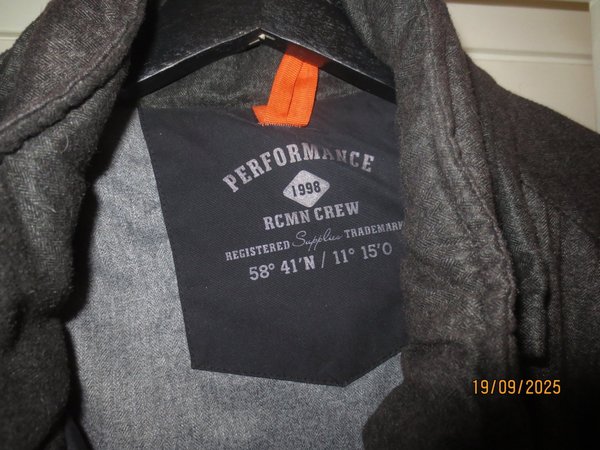 PERFORMANCE
1998
RCMN CREW
REGISTERED Supplies TRADEMARK
58° 41'N / 11° 15'O
19/09/2025